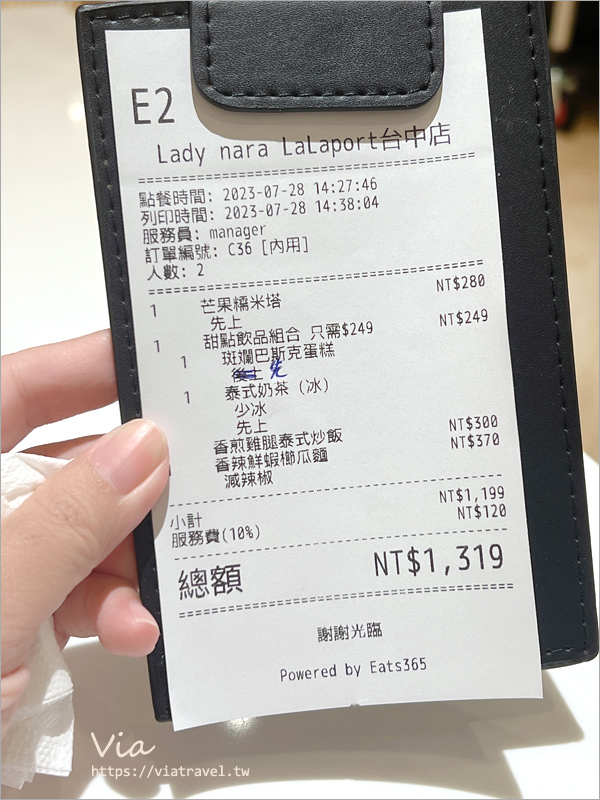 E2
Lady nara LaLaport台中店
點餐時間: 2023-07-28 14:27:46
列印時間: 2023-07-28 14:38:04
服務員: manager
訂單編號: C36 [內用]
人數: 2
1 芒果糯米塔 NT$280
先上
1 甜點飲品組合 只需$249 NT$249
1 斑斕巴斯克蛋糕
後上 先
1 泰式奶茶 (冰)
少冰
先上
香煎雞腿泰式炒飯 NT$300
香辣鮮蝦櫛瓜麵 NT$370
減辣椒
小計 NT$1,199
服務費(10%) NT$120
總額 NT$1,319
謝謝光臨
Powered by Eats365
Via
https://viatravel.tw